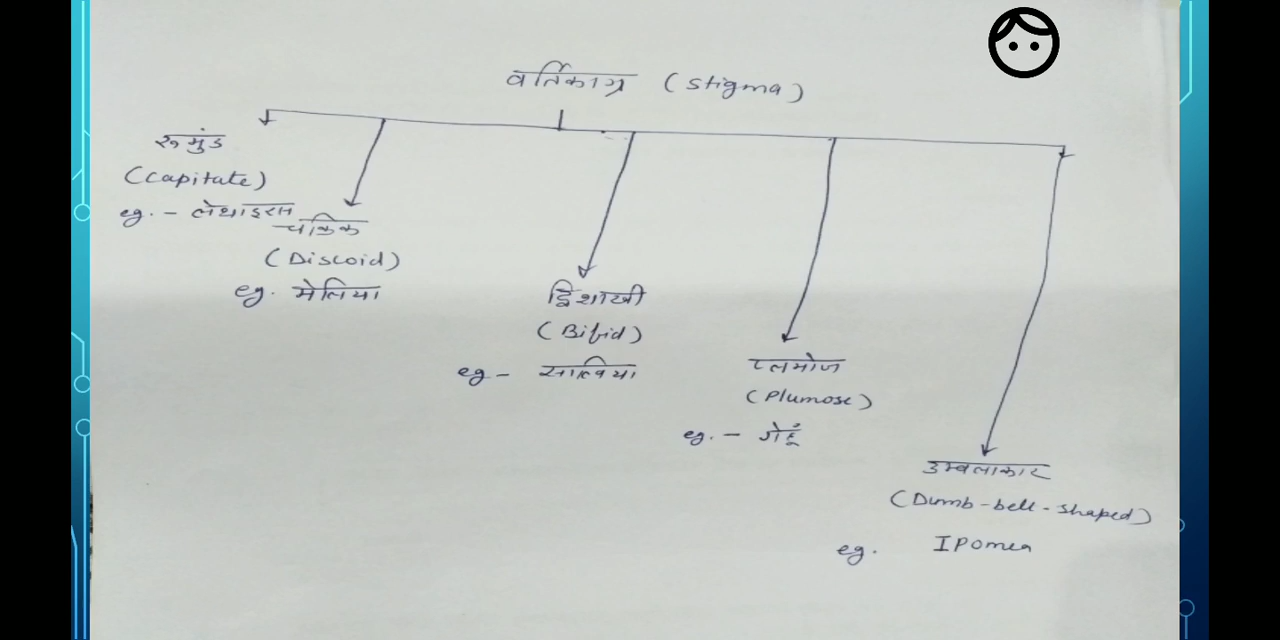 वर्तिकाग्र (Stigma)
रूमुंड
(Capitate)
eg. - लेथाइरस
चक्रिक
(Discoid)
eg. मेलिया
द्विशाखी
(Bifid)
eg - साल्विया
प्लमोज
(Plumose)
eg. - गेहूं
डम्बलाकार
(Dumb-bell-shaped)
eg. IPomea